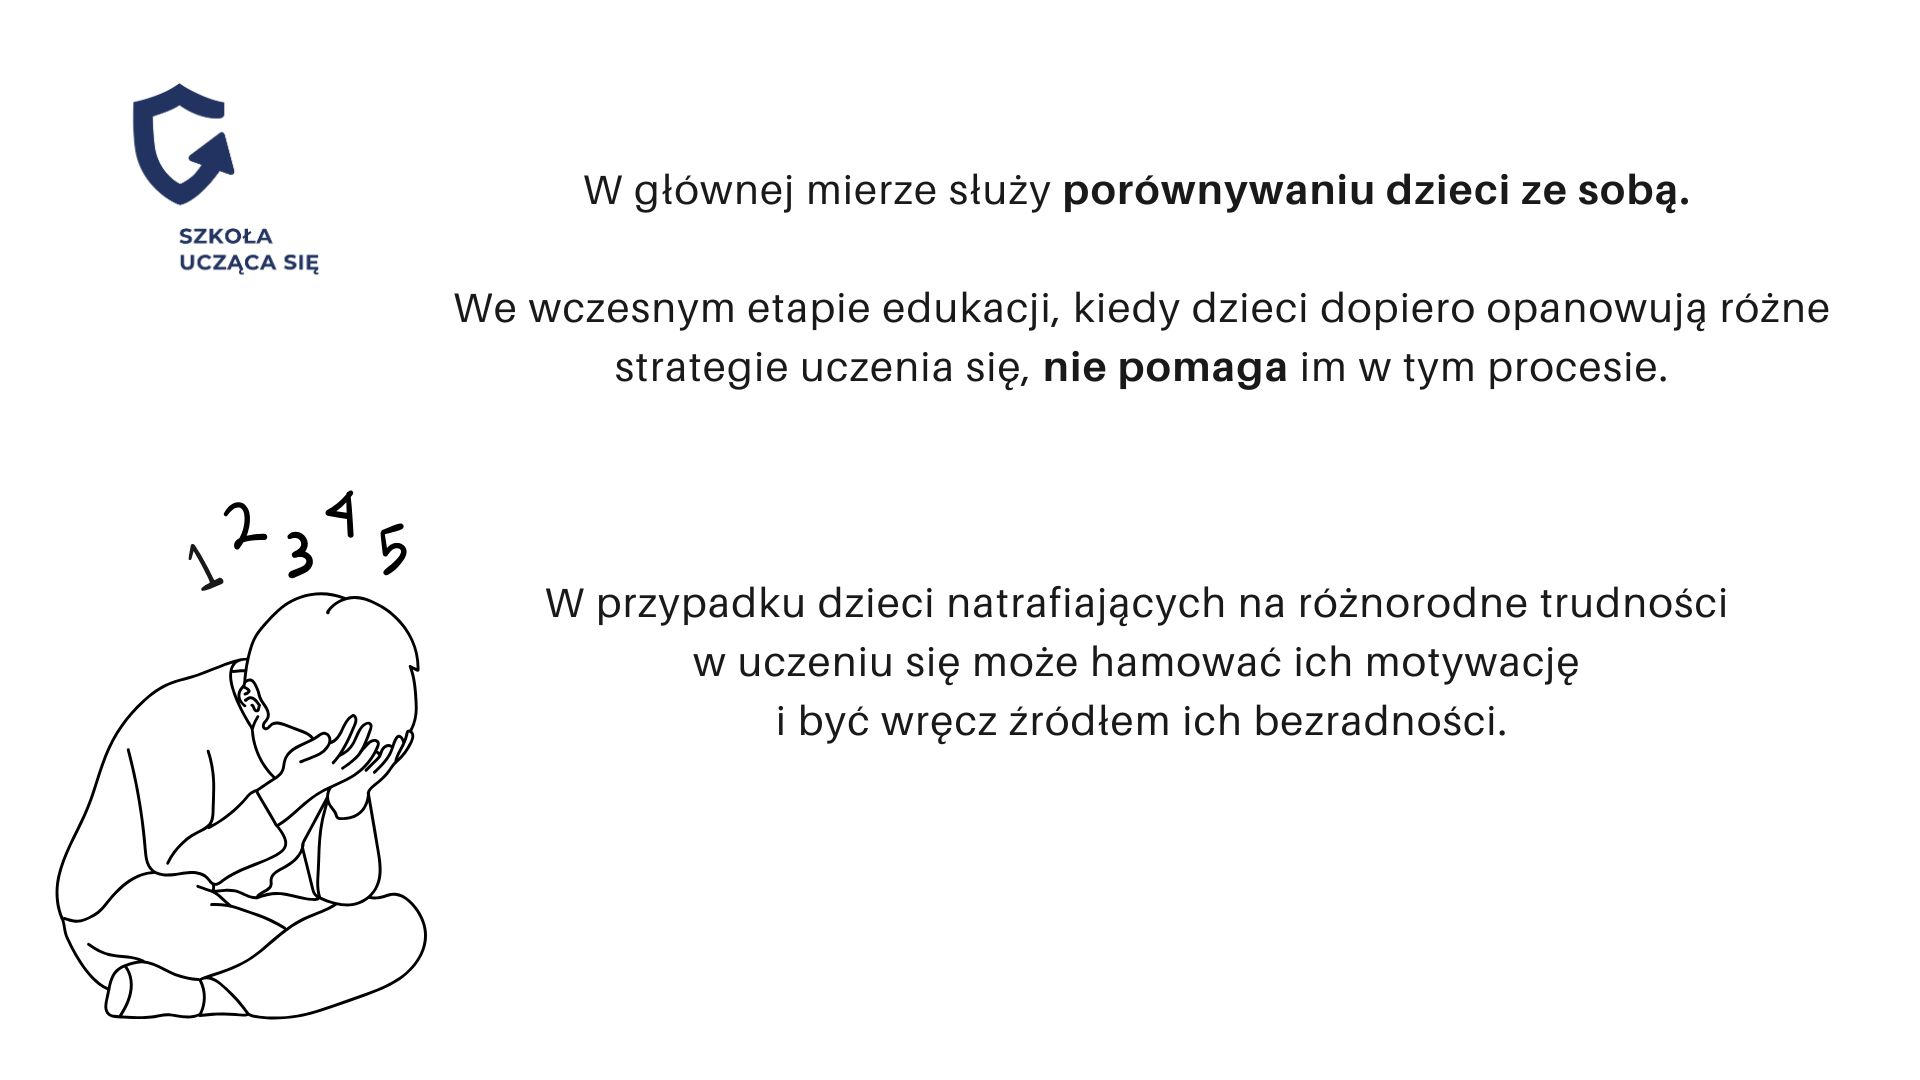 SZKOŁA
UCZĄCA SIĘ
W głównej mierze służy porównywaniu dzieci ze sobą.
We wczesnym etapie edukacji, kiedy dzieci dopiero opanowują różne
strategie uczenia się, nie pomaga im w tym procesie.
1 2 3 4 5
W przypadku dzieci natrafiających na różnorodne trudności
w uczeniu się może hamować ich motywację
i być wręcz źródłem ich bezradności.